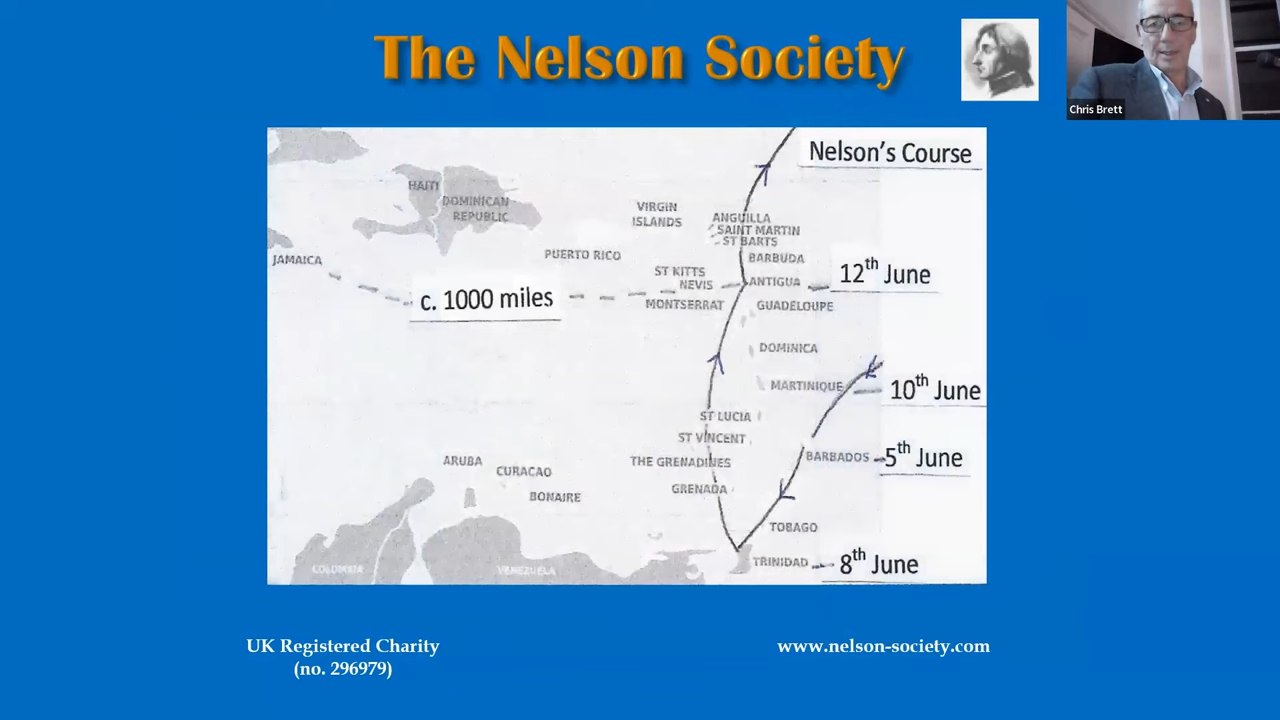 The Nelson Society
Chris Brett
Nelson's Course
HAITI
DOMINICAN
REPUBLIC
VIRGIN
ISLANDS
ANGUILLA
SAINT MARTIN
ST BARTS
JAMAICA
PUERTO RICO
BARBUDA
ST KITTS
NEVIS
ANTIGUA
12th June
c. 1000 miles
MONTSERRAT
GUADELOUPE
DOMINICA
MARTINIQUE
10th June
ST LUCIA
ST VINCENT
BARBADOS
5th June
ARUBA
CURACAO
BONAIRE
THE GRENADINES
GRENADA
TOBAGO
TRINIDAD
8th June
COLOMBIA
VENEZUELA
UK Registered Charity
(no. 296979)
www.nelson-society.com